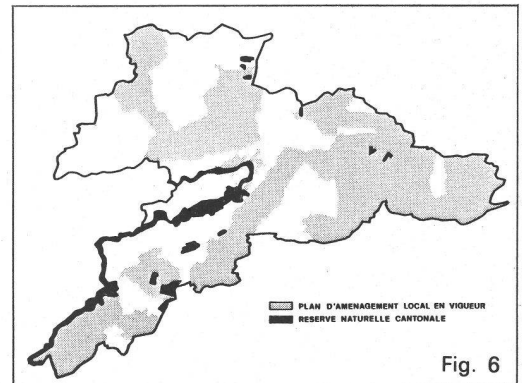 PLAN D'AMENAGEMENT LOCAL EN VIGUEUR
RESERVE NATURELLE CANTONALE
Fig. 6